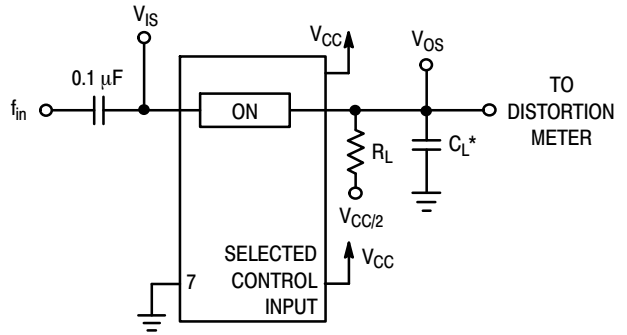 V_IS
V_CC
V_OS
0.1 μF
f_in
ON
TO
DISTORTION
METER
R_L
C_L*
V_CC/2
SELECTED
CONTROL
INPUT
V_CC
7